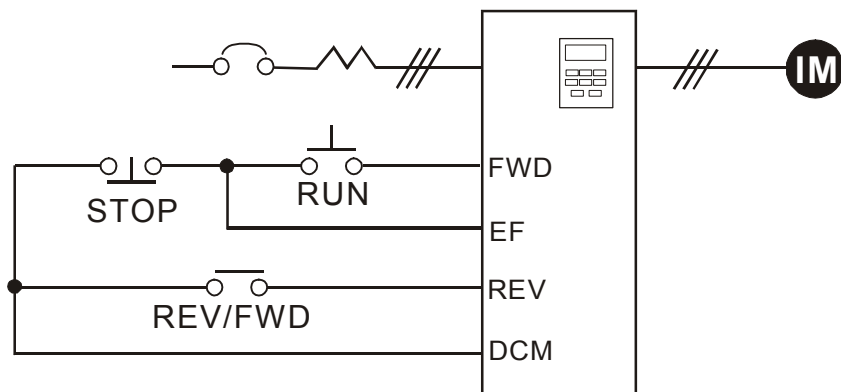 IM
FWD
STOP
RUN
EF
REV
REV/FWD
DCM